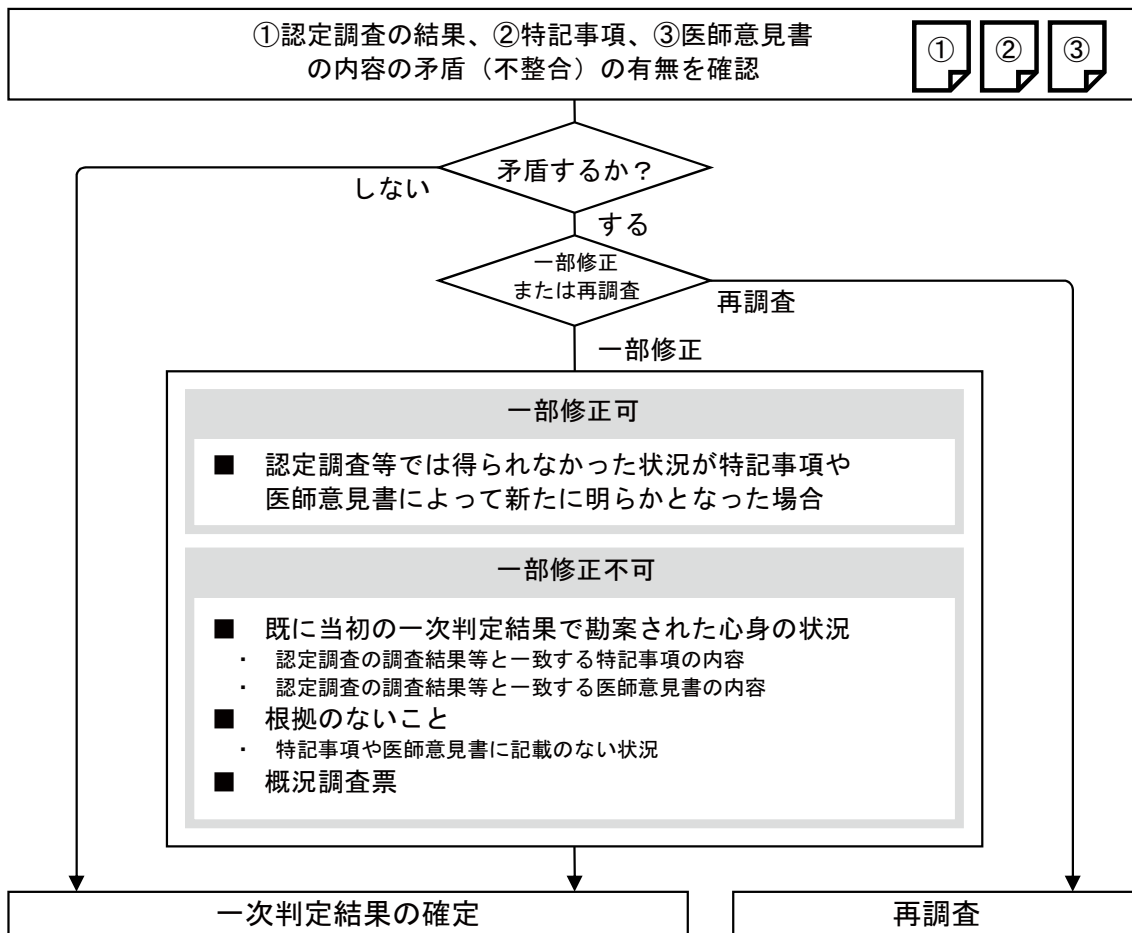 ①認定調査の結果、②特記事項、③医師意見書
の内容の矛盾（不整合）の有無を確認
① ② ③
矛盾するか？
しない
する
一部修正
または再調査
再調査
一部修正
一部修正可
■ 認定調査等では得られなかった状況が特記事項や
医師意見書によって新たに明らかとなった場合
一部修正不可
■ 既に当初の一次判定結果で勘案された心身の状況
・ 認定調査の調査結果等と一致する特記事項の内容
・ 認定調査の調査結果等と一致する医師意見書の内容
■ 根拠のないこと
・ 特記事項や医師意見書に記載のない状況
■ 概況調査票
一次判定結果の確定
再調査